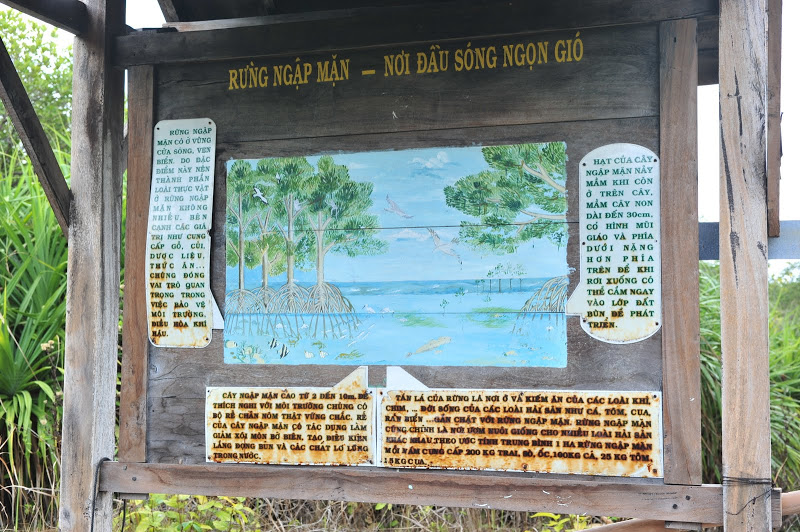 RỪNG NGẬP MẶN – NƠI ĐẦU SÓNG NGỌN GIÓ
RỪNG NGẬP
MẶN CÓ Ở VÙNG
CỬA SÔNG, VEN
BIỂN. DO ĐẶC
ĐIỂM NÀY NÊN
THÀNH PHẦN
LOÀI THỰC VẬT
Ở RỪNG NGẬP
MẶN KHÔNG
NHIỀU. BÊN
CẠNH CÁC GIÁ
TRỊ NHƯ CUNG
CẤP GỖ, CỦI,
DƯỢC LIỆU,
THỨC ĂN...
CHÚNG ĐÓNG
VAI TRÒ QUAN
TRỌNG TRONG
VIỆC BẢO VỆ
MÔI TRƯỜNG,
ĐIỀU HÒA KHÍ
HẬU.
HẠT CỦA CÂY
NGẬP MẶN NẢY
MẦM KHI CÒN
Ở TRÊN CÂY.
MẦM CÂY NON
DÀI ĐẾN 30cm,
CÓ HÌNH MŨI
GIÁO VÀ PHÍA
DƯỚI NẶNG
HƠN PHÍA
TRÊN ĐỂ KHI
RƠI XUỐNG CÓ
THỂ CẮM NGAY
VÀO LỚP ĐẤT
BÙN ĐỂ PHÁT
TRIỂN.
CÂY NGẬP MẶN CAO TỪ 2 ĐẾN 10m, ĐỂ
THÍCH NGHI VỚI MÔI TRƯỜNG CHÚNG CÓ
BỘ RỄ CHÂN NÔM THẬT VỮNG CHẮC. RỄ
CỦA CÂY NGẬP MẶN CÓ TÁC DỤNG LÀM
GIẢM XÓI MÒN BỜ BIỂN, TẠO ĐIỀU KIỆN
LẮNG ĐỌNG BÙN VÀ CÁC CHẤT LƠ LỬNG
TRONG NƯỚC.
TÁN LÁ CỦA RỪNG LÀ NƠI Ở VÀ KIẾM ĂN CỦA CÁC LOÀI KHỈ,
CHIM, ... ĐỜI SỐNG CỦA CÁC LOÀI HẢI SẢN NHƯ CÁ, TÔM, CUA,
RẮN BIỂN ... GẮN CHẶT VỚI RỪNG NGẬP MẶN. RỪNG NGẬP MẶN
CŨNG CHÍNH LÀ NƠI ƯƠM NUÔI GIỐNG CHO NHIỀU LOÀI HẢI SẢN
KHÁC NHAU. THEO ƯỚC TÍNH TRUNG BÌNH 1 HA RỪNG NGẬP MẶN
MỖI NĂM CUNG CẤP 200 KG TRAI, SÒ, ỐC, 100KG CÁ, 25 KG TÔM,
15KG CUA.